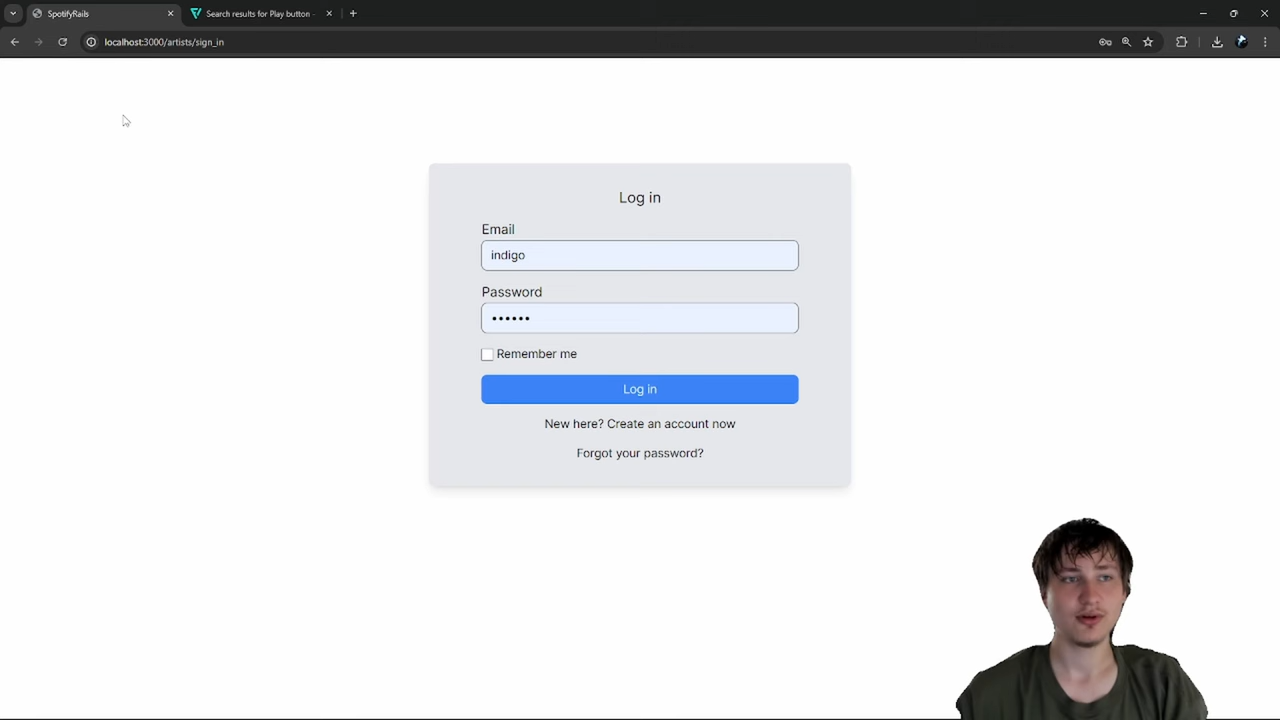 SpotifyRails
Search results for Play button -
localhost:3000/artists/sign_in
Log in
Email
indigo
Password
••••••
Remember me
Log in
New here? Create an account now
Forgot your password?